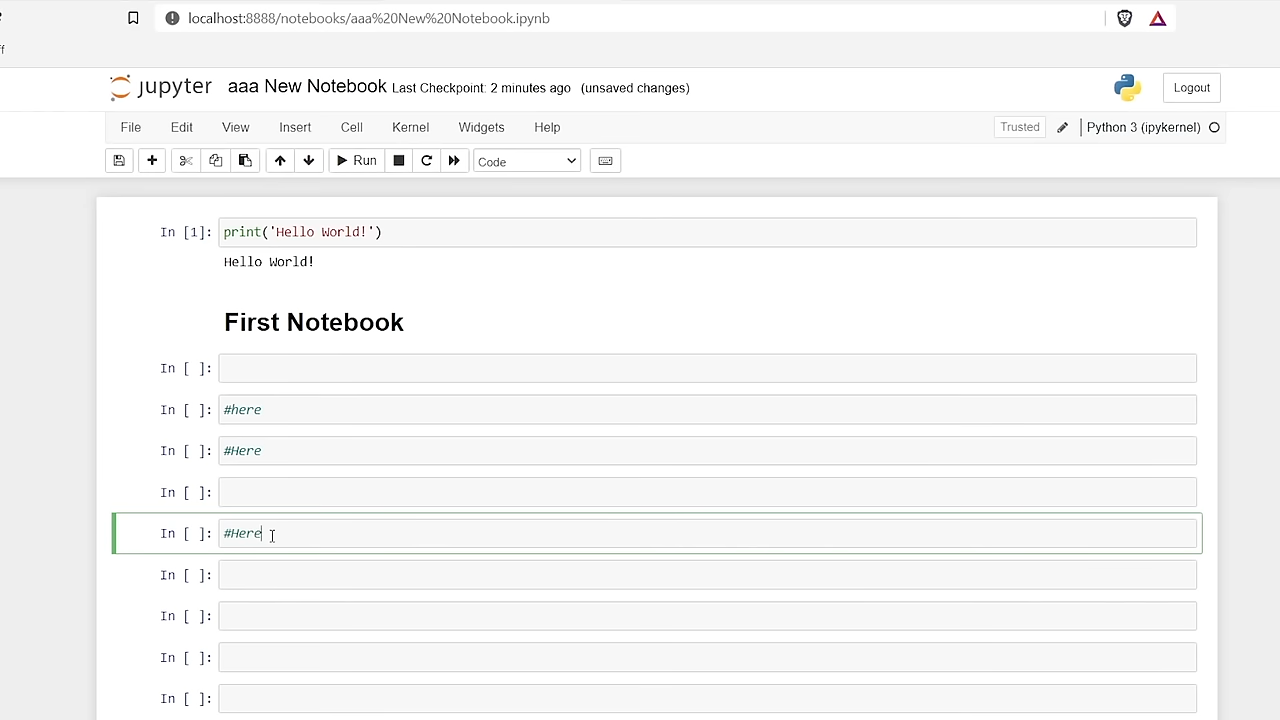 localhost:8888/notebooks/aaa%20New%20Notebook.ipynb
jupyter aaa New Notebook Last Checkpoint: 2 minutes ago (unsaved changes) Logout
File Edit View Insert Cell Kernel Widgets Help Trusted Python 3 (ipykernel)
Run Code
In [1]: print('Hello World!')
Hello World!
First Notebook
In [ ]:
In [ ]: #here
In [ ]: #Here
In [ ]:
In [ ]: #Here
In [ ]:
In [ ]:
In [ ]:
In [ ]: